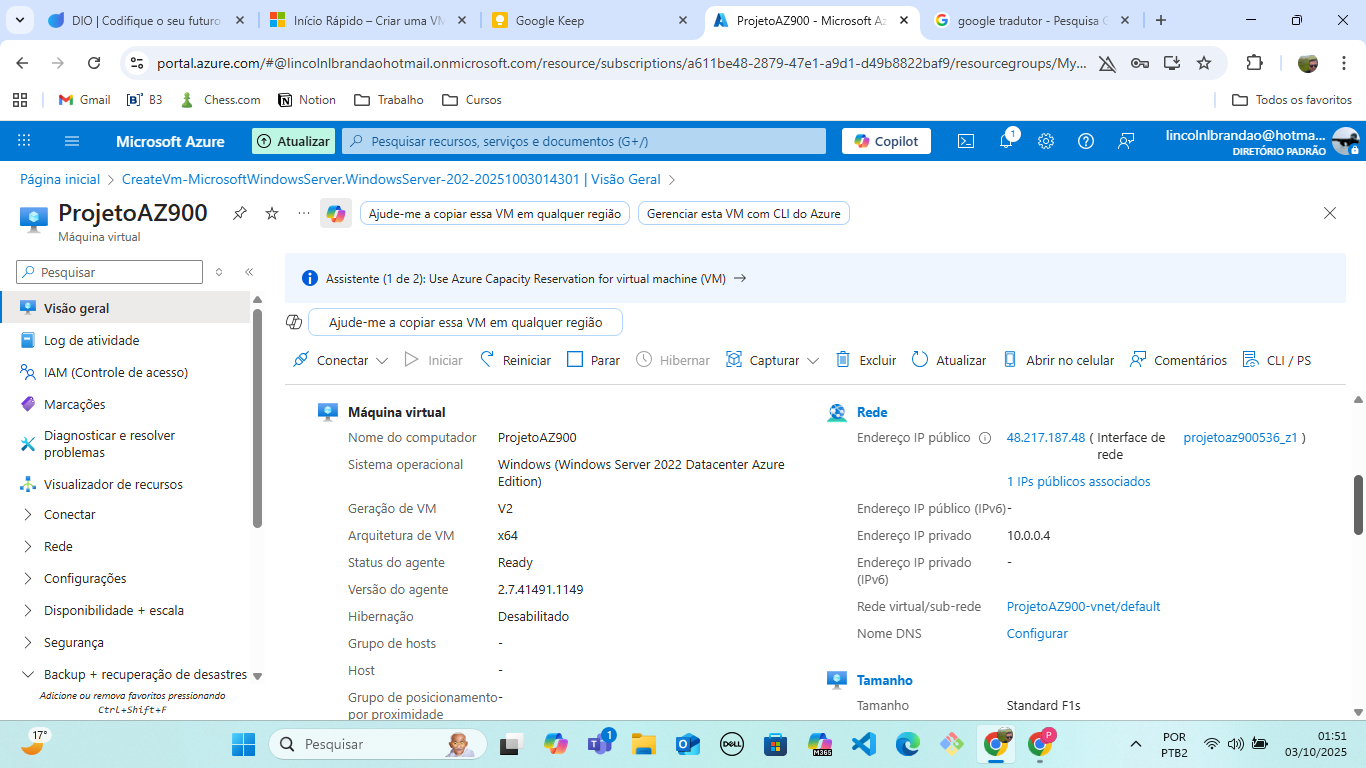 DIO | Codifique o seu futuro
Início Rápido – Criar uma VM
Google Keep
ProjetoAZ900 - Microsoft Az
google tradutor - Pesquisa G
portal.azure.com/#@lincolnlbrandaohotmail.onmicrosoft.com/resource/subscriptions/a611be48-2879-47e1-a9d1-d49b8822baf9/resourcegroups/My...
Gmail
B3
Chess.com
Notion
Trabalho
Cursos
Todos os favoritos
Microsoft Azure
Atualizar
Pesquisar recursos, serviços e documentos (G+/)
Copilot
1
lincolnlbrandao@hotma...
DIRETÓRIO PADRÃO
Página inicial
CreateVm-MicrosoftWindowsServer.WindowsServer-202-20251003014301 | Visão Geral
ProjetoAZ900
...
Ajude-me a copiar essa VM em qualquer região
Gerenciar esta VM com CLI do Azure
Máquina virtual
Pesquisar
Visão geral
Log de atividade
IAM (Controle de acesso)
Marcações
Diagnosticar e resolver
problemas
Visualizador de recursos
Conectar
Rede
Configurações
Disponibilidade + escala
Segurança
Backup + recuperação de desastres
Adicione ou remova favoritos pressionando
Ctrl+Shift+F
Assistente (1 de 2): Use Azure Capacity Reservation for virtual machine (VM)
Ajude-me a copiar essa VM em qualquer região
Conectar
Iniciar
Reiniciar
Parar
Hibernar
Capturar
Excluir
Atualizar
Abrir no celular
Comentários
CLI / PS
Máquina virtual
Nome do computador ProjetoAZ900
Sistema operacional Windows (Windows Server 2022 Datacenter Azure
Edition)
Geração de VM V2
Arquitetura de VM x64
Status do agente Ready
Versão do agente 2.7.41491.1149
Hibernação Desabilitado
Grupo de hosts -
Host -
Grupo de posicionamento -
por proximidade
Rede
Endereço IP público 48.217.187.48 ( Interface de projetoaz900536_z1 )
rede
1 IPs públicos associados
Endereço IP público (IPv6) -
Endereço IP privado 10.0.0.4
Endereço IP privado -
(IPv6)
Rede virtual/sub-rede ProjetoAZ900-vnet/default
Nome DNS Configurar
Tamanho
Tamanho Standard F1s
17°
Pesquisar
1
DELL
M365
P
POR
PTB2
01:51
03/10/2025